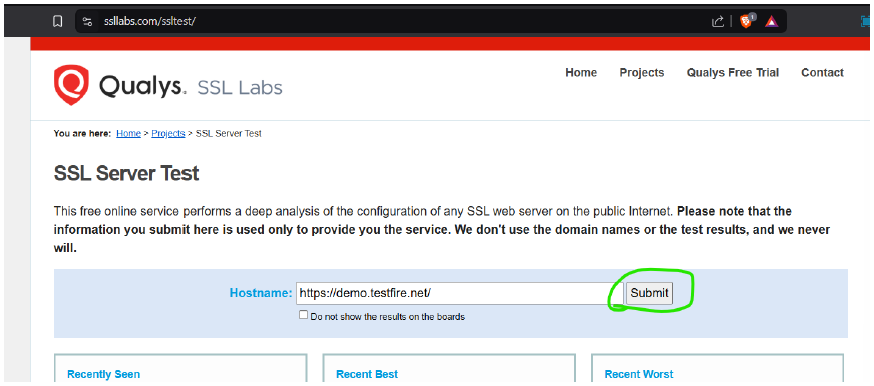 ssllabs.com/ssltest/
1
Qualys. SSL Labs
Home Projects Qualys Free Trial Contact
You are here: Home > Projects > SSL Server Test
SSL Server Test
This free online service performs a deep analysis of the configuration of any SSL web server on the public Internet. Please note that the
information you submit here is used only to provide you the service. We don't use the domain names or the test results, and we never
will.
Hostname: https://demo.testfire.net/ Submit
Do not show the results on the boards
Recently Seen Recent Best Recent Worst